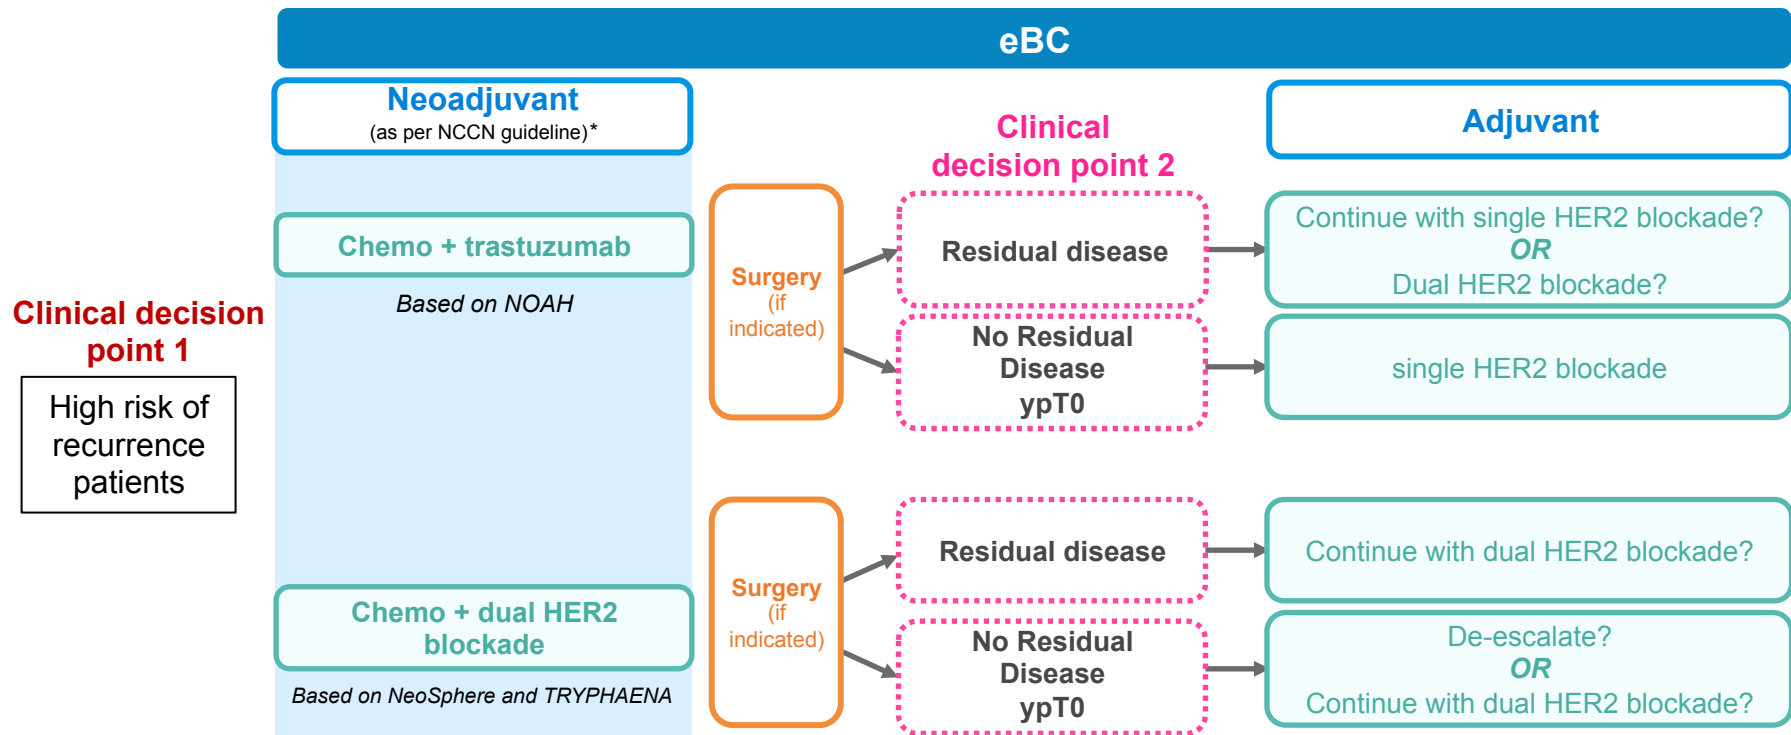 eBC
Neoadjuvant
(as per NCCN guideline)*
Clinical
decision point 2
Adjuvant
Clinical decision
point 1
High risk of
recurrence
patients
Chemo + trastuzumab
Based on NOAH
Surgery
(if
indicated)
Residual disease
Continue with single HER2 blockade?
OR
Dual HER2 blockade?
No Residual
Disease
ypT0
single HER2 blockade
Chemo + dual HER2
blockade
Based on NeoSphere and TRYPHAENA
Surgery
(if
indicated)
Residual disease
Continue with dual HER2 blockade?
No Residual
Disease
ypT0
De-escalate?
OR
Continue with dual HER2 blockade?